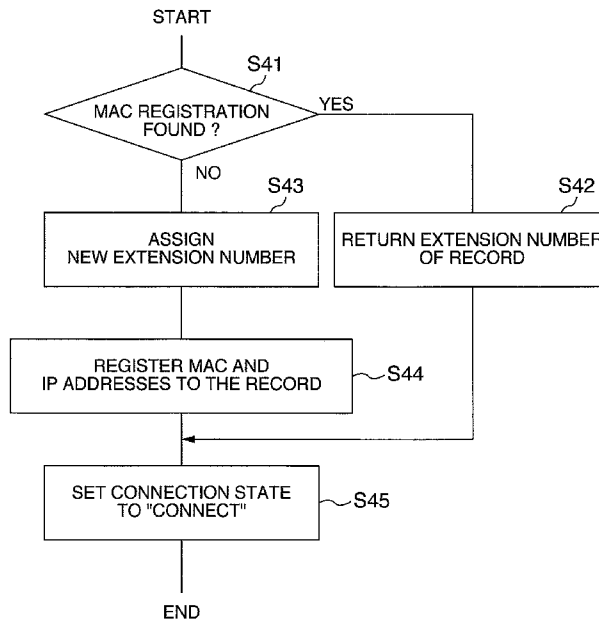 START
S41
MAC REGISTRATION
FOUND ?
YES
NO
S43
S42
ASSIGN
NEW EXTENSION NUMBER
RETURN EXTENSION NUMBER
OF RECORD
REGISTER MAC AND
IP ADDRESSES TO THE RECORD
S44
SET CONNECTION STATE
TO "CONNECT"
S45
END